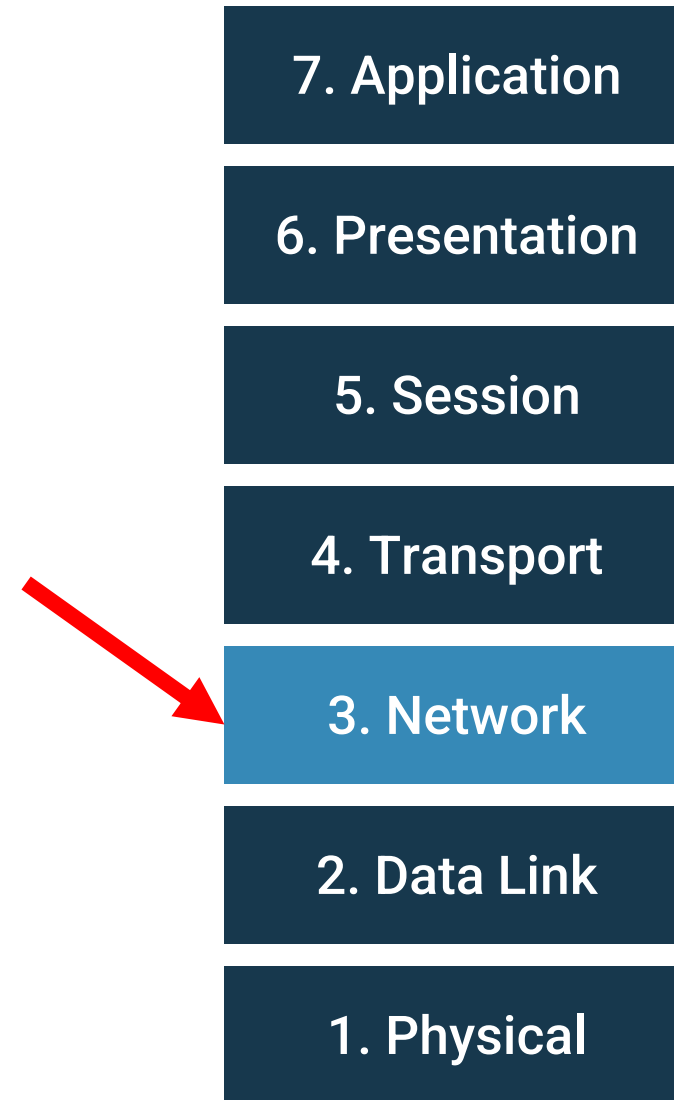 7. Application
6. Presentation
5. Session
4. Transport
3. Network
2. Data Link
1. Physical